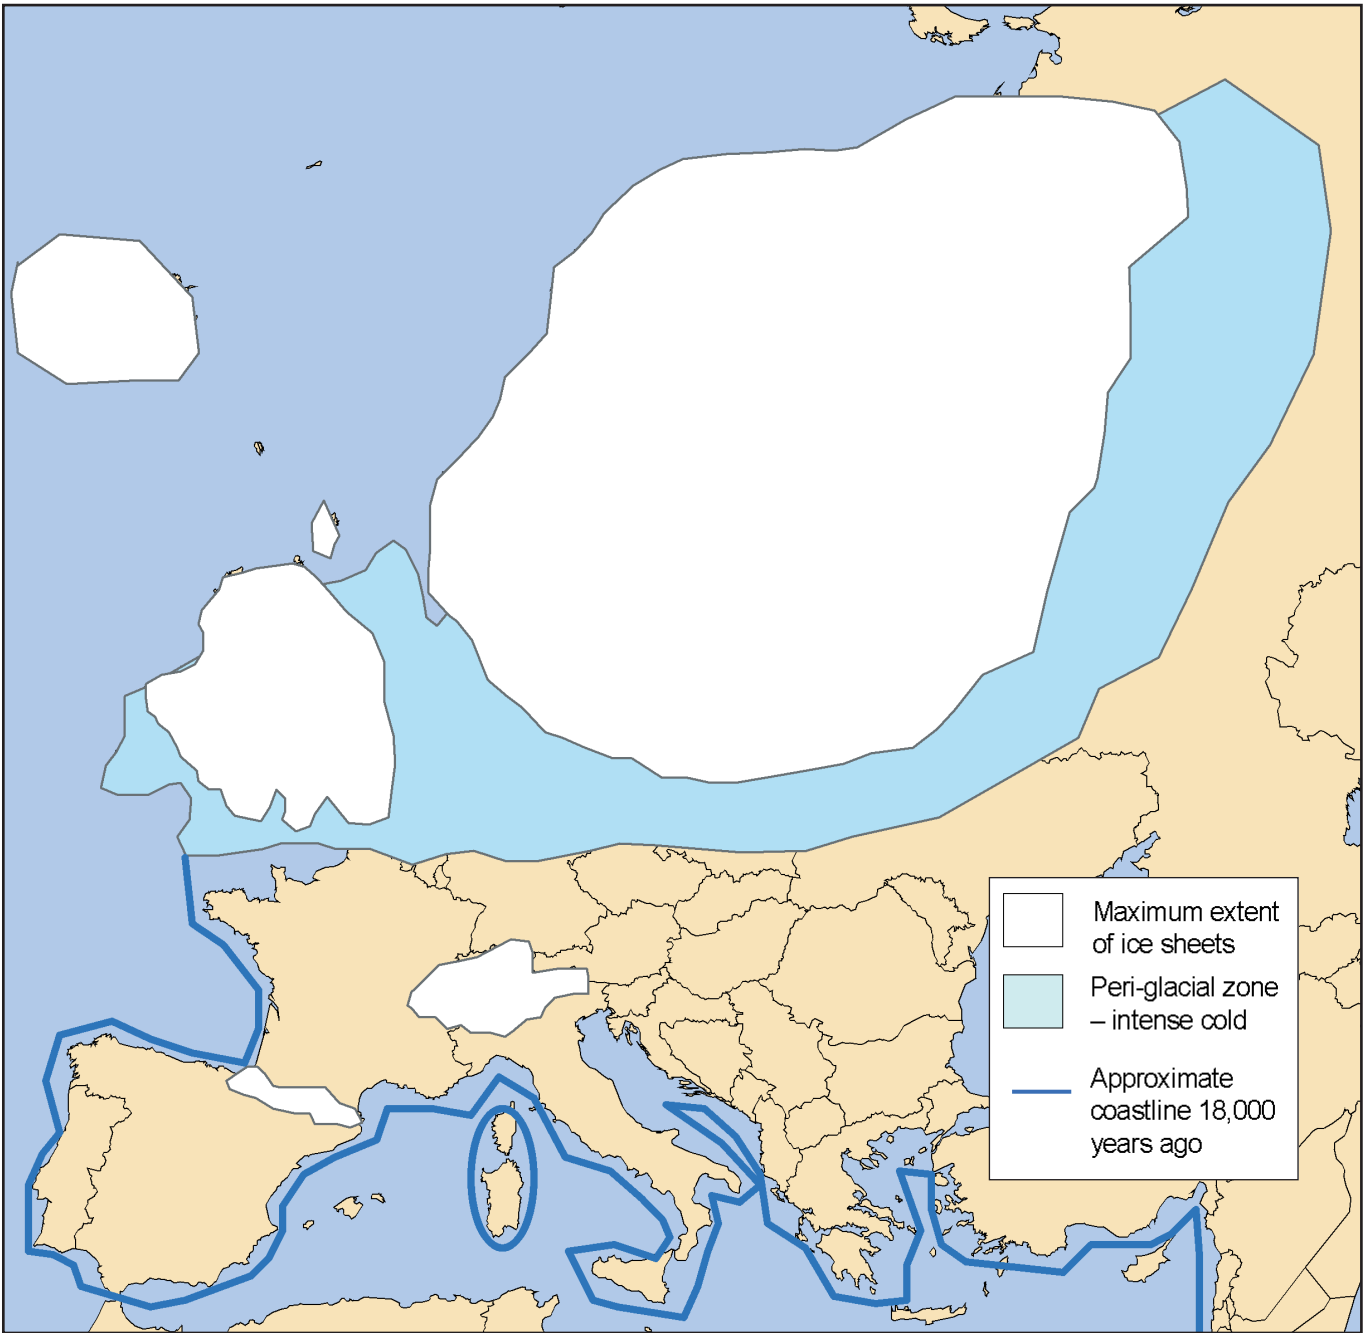 Maximum extent
of ice sheets
Peri-glacial zone
– intense cold
Approximate
coastline 18,000
years ago